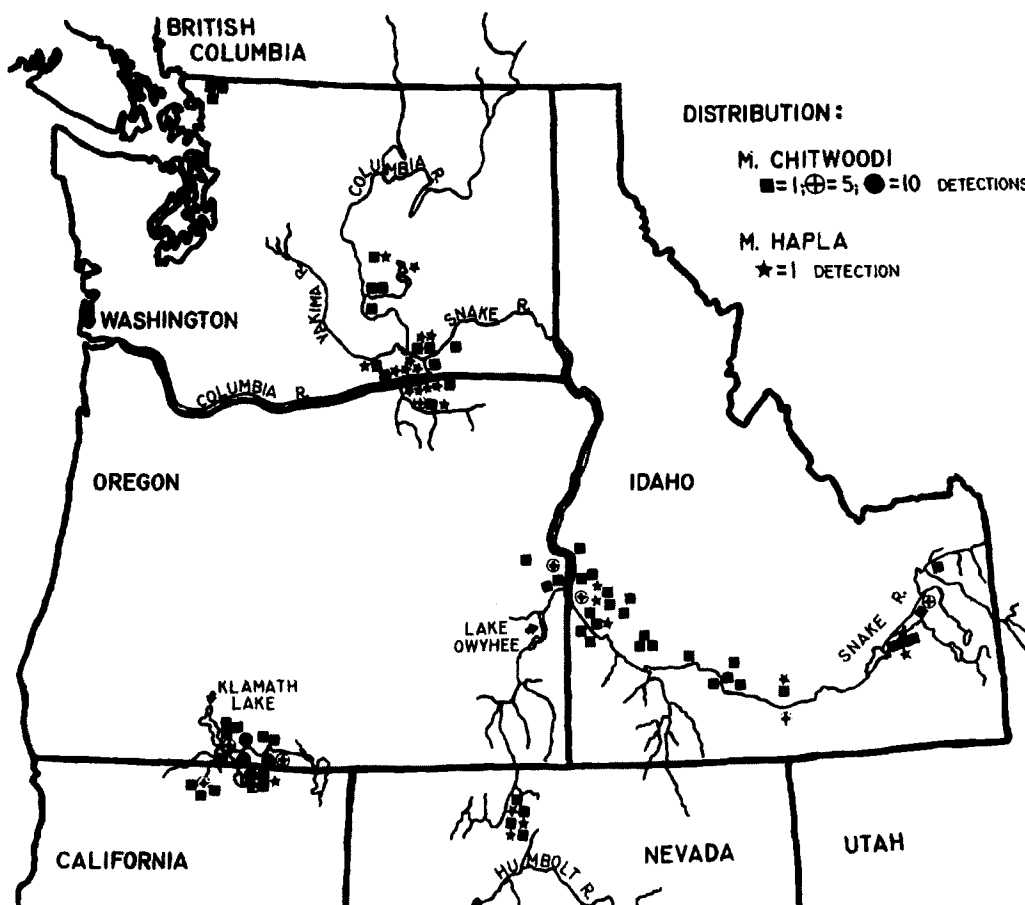 BRITISH
COLUMBIA
DISTRIBUTION:
M. CHITWOODI
■=1;⊕=5; ●=10 DETECTIONS
M. HAPLA
★=1 DETECTION
COLUMBIA R.
YAKIMA R.
SNAKE R.
WASHINGTON
COLUMBIA R.
OREGON
IDAHO
LAKE
OWYHEE
SNAKE R.
KLAMATH
LAKE
CALIFORNIA
HUMBOLT R.
NEVADA
UTAH